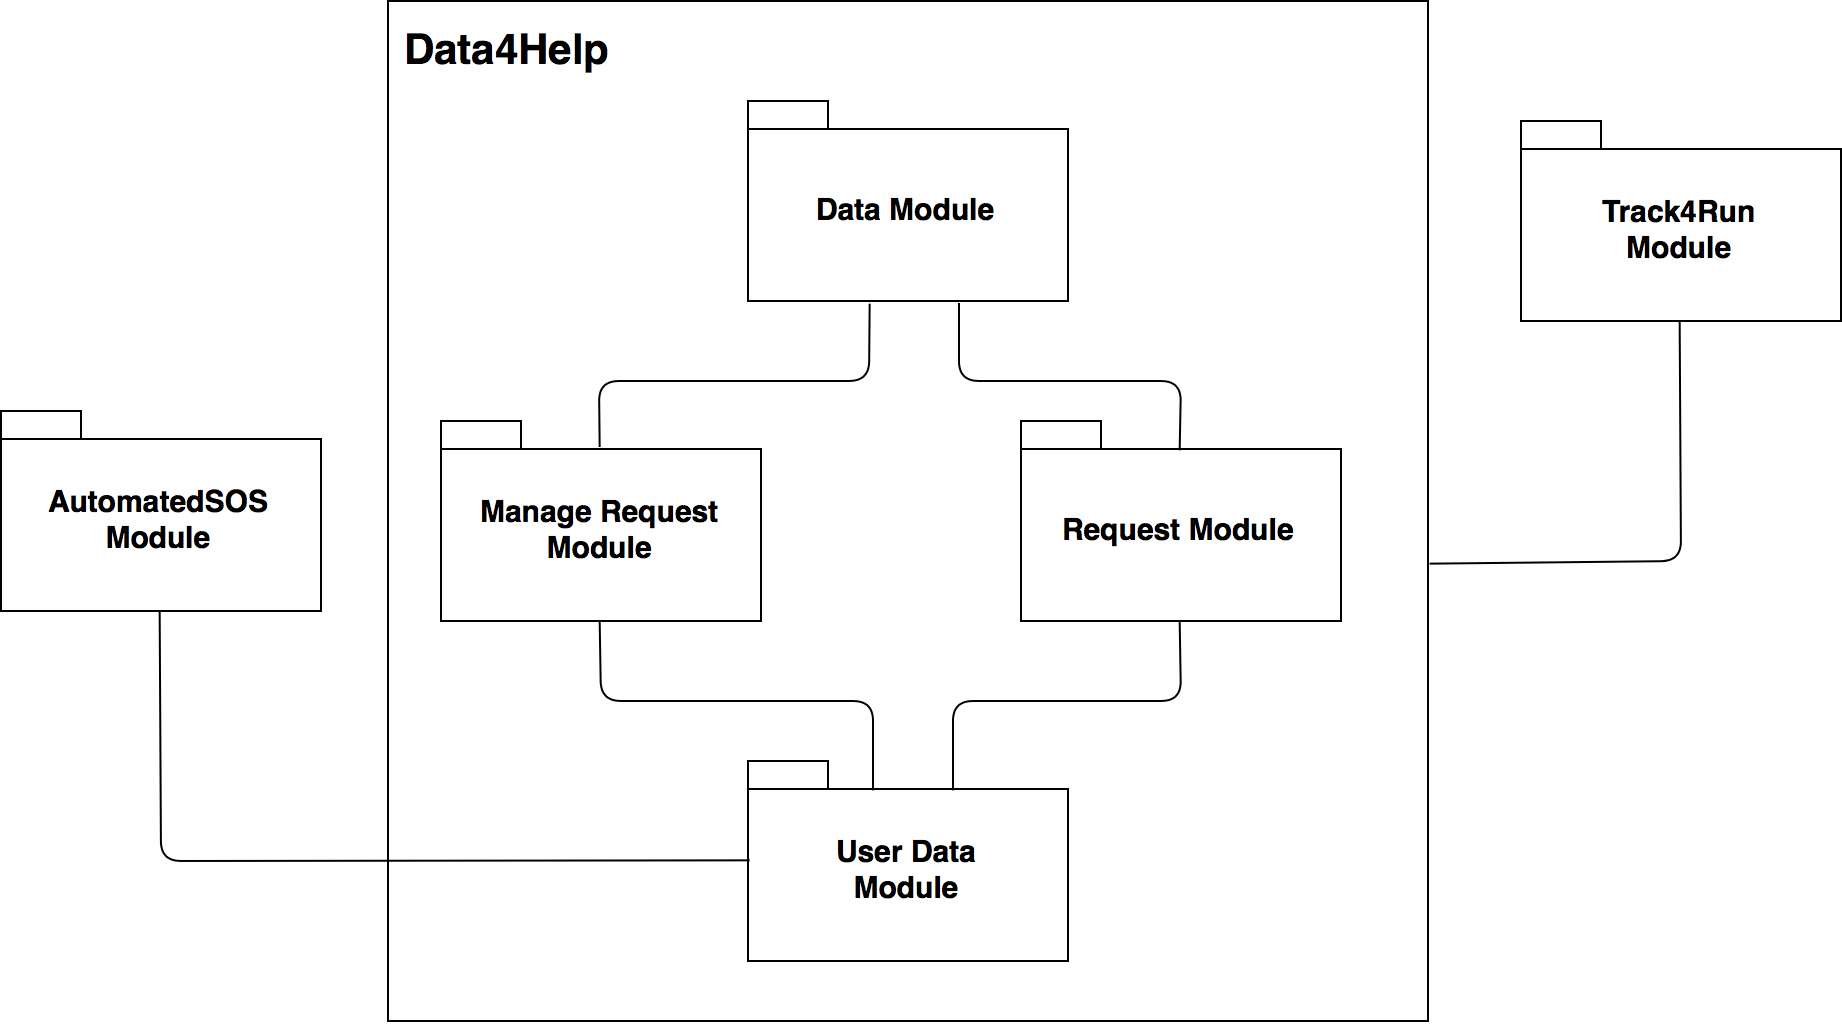 Data4Help
Data Module
Track4Run
Module
AutomatedSOS
Module
Manage Request
Module
Request Module
User Data
Module